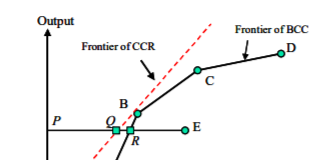 Output
Frontier of BCC
Frontier of CCR
D
C
B
P
Q
R
E